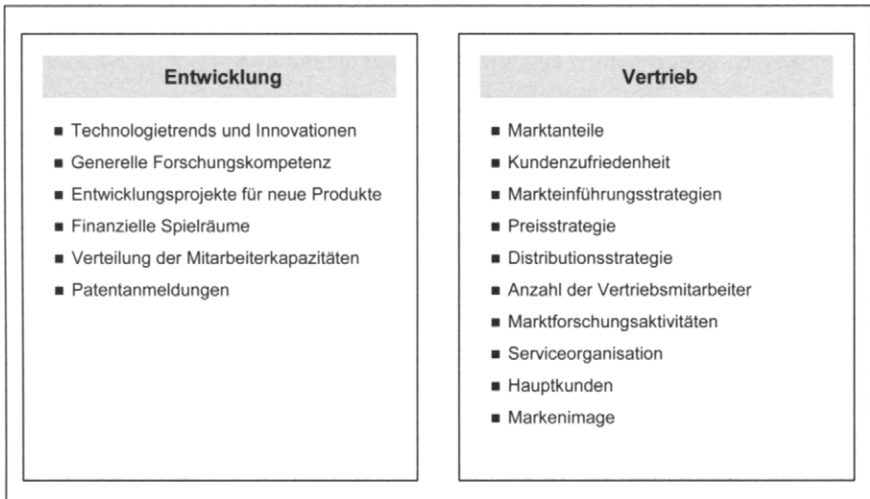 Entwicklung
■ Technologietrends und Innovationen
■ Generelle Forschungskompetenz
■ Entwicklungsprojekte für neue Produkte
■ Finanzielle Spielräume
■ Verteilung der Mitarbeiterkapazitäten
■ Patentanmeldungen
Vertrieb
■ Marktanteile
■ Kundenzufriedenheit
■ Markteinführungsstrategien
■ Preisstrategie
■ Distributionsstrategie
■ Anzahl der Vertriebsmitarbeiter
■ Marktforschungsaktivitäten
■ Serviceorganisation
■ Hauptkunden
■ Markenimage